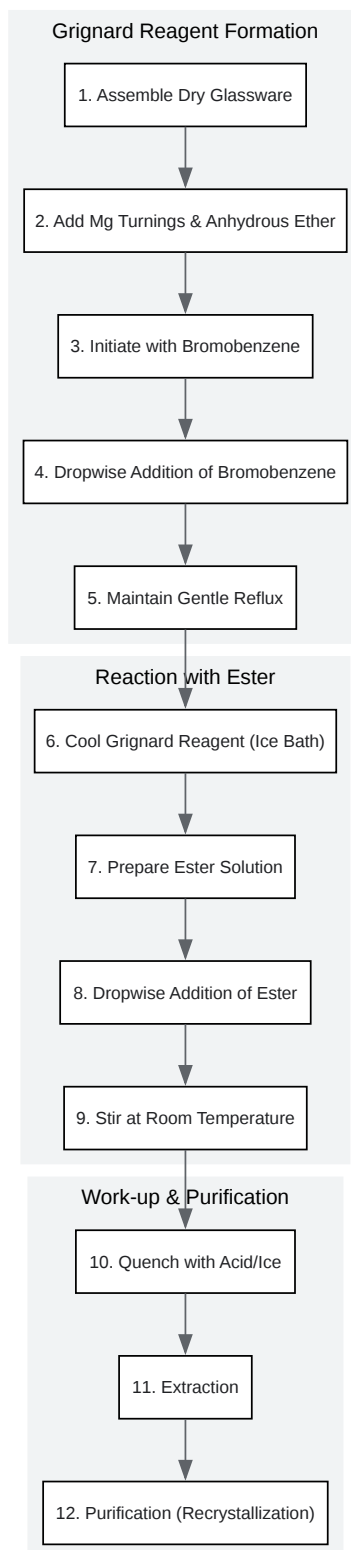 Grignard Reagent Formation
1. Assemble Dry Glassware
2. Add Mg Turnings & Anhydrous Ether
3. Initiate with Bromobenzene
4. Dropwise Addition of Bromobenzene
5. Maintain Gentle Reflux
Reaction with Ester
6. Cool Grignard Reagent (Ice Bath)
7. Prepare Ester Solution
8. Dropwise Addition of Ester
9. Stir at Room Temperature
Work-up & Purification
10. Quench with Acid/Ice
11. Extraction
12. Purification (Recrystallization)